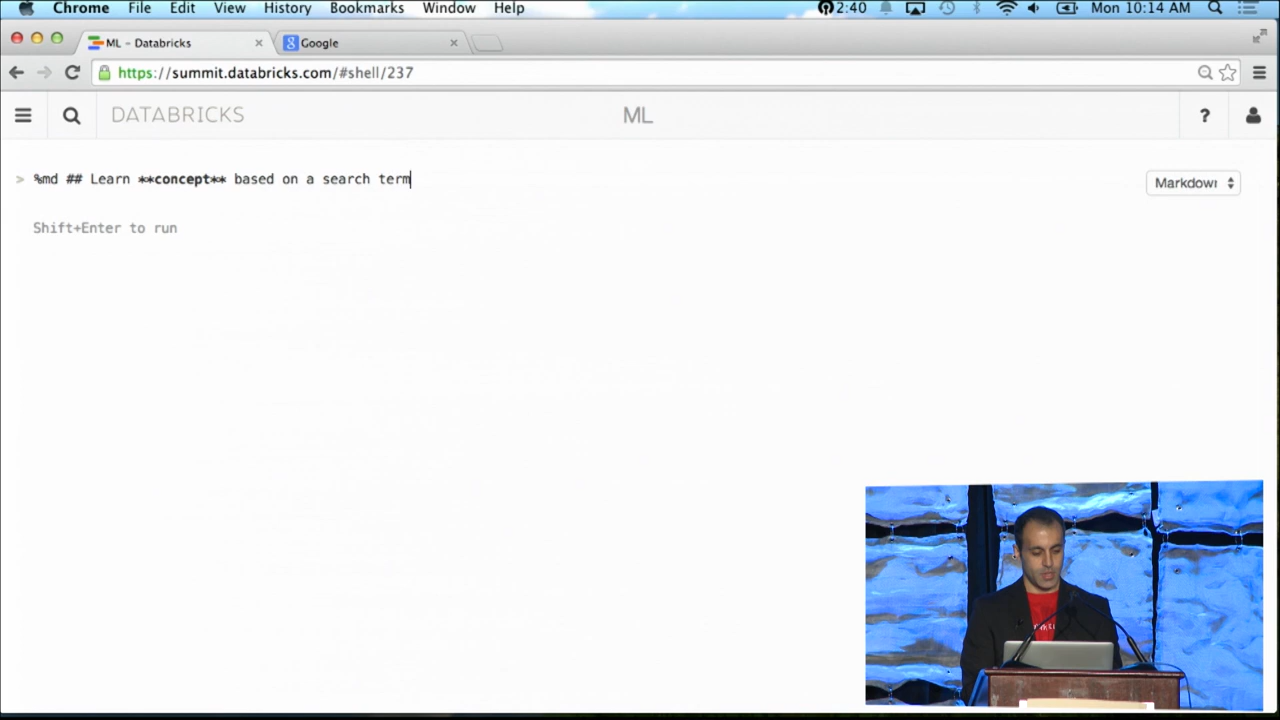 Chrome File Edit View History Bookmarks Window Help 2:40 Mon 10:14 AM
ML – Databricks Google
https://summit.databricks.com/#shell/237
DATABRICKS ML ?
> %md ## Learn **concept** based on a search term
Markdown
Shift+Enter to run